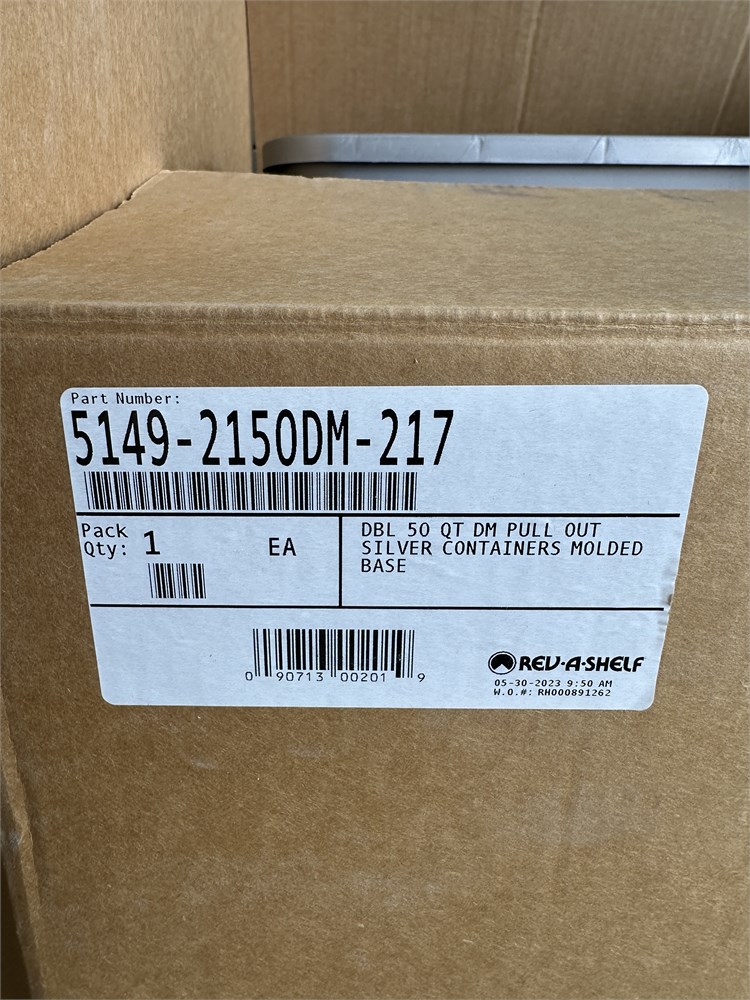 Part Number:
5149-2150DM-217
Pack
Qty: 1 EA
DBL 50 QT DM PULL OUT
SILVER CONTAINERS MOLDED
BASE
0 90713 00201 9
REV-A-SHELF
05-30-2023 9:50 AM
W.O.#: RH000891262